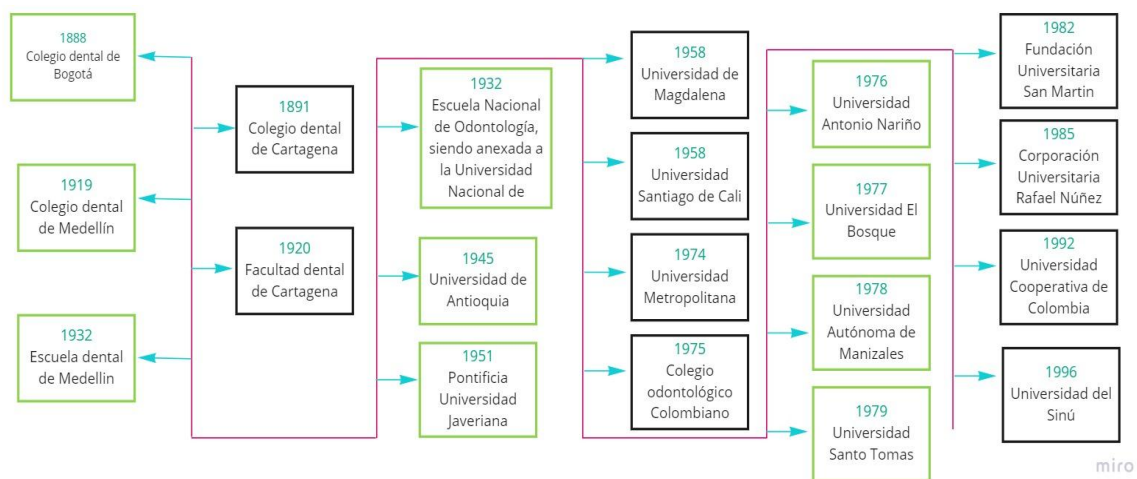 1888
Colegio dental de
Bogotá
1919
Colegio dental
de Medellín
1932
Escuela dental
de Medellin
1891
Colegio dental
de Cartagena
1920
Facultad dental
de Cartagena
1932
Escuela Nacional
de Odontología,
siendo anexada a
la Universidad
Nacional de
1945
Universidad de
Antioquia
1951
Pontificia
Universidad
Javeriana
1958
Universidad de
Magdalena
1958
Universidad
Santiago de Cali
1974
Universidad
Metropolitana
1975
Colegio
odontológico
Colombiano
1976
Universidad
Antonio Nariño
1977
Universidad El
Bosque
1978
Universidad
Autónoma de
Manizales
1979
Universidad
Santo Tomas
1982
Fundación
Universitaria
San Martin
1985
Corporación
Universitaria
Rafael Núñez
1992
Universidad
Cooperativa de
Colombia
1996
Universidad del
Sinú
miro